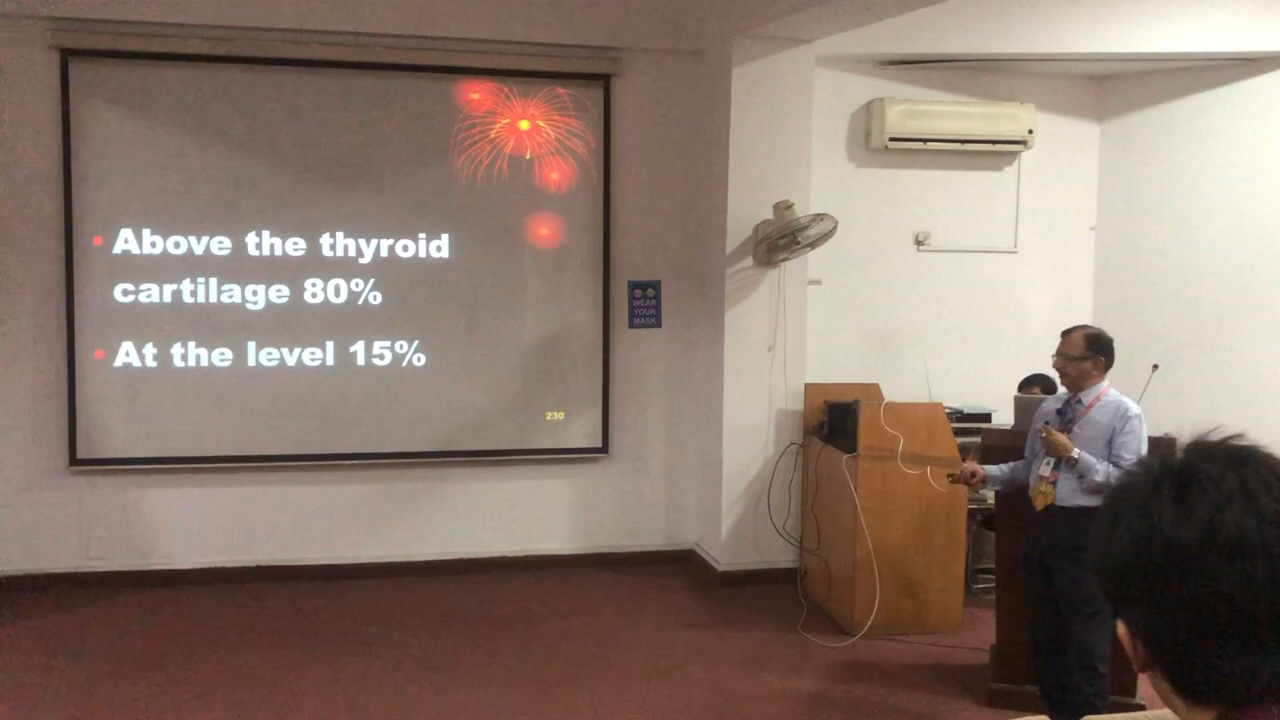 Above the thyroid
cartilage 80%
At the level 15%
230
WEAR
YOUR
MASK